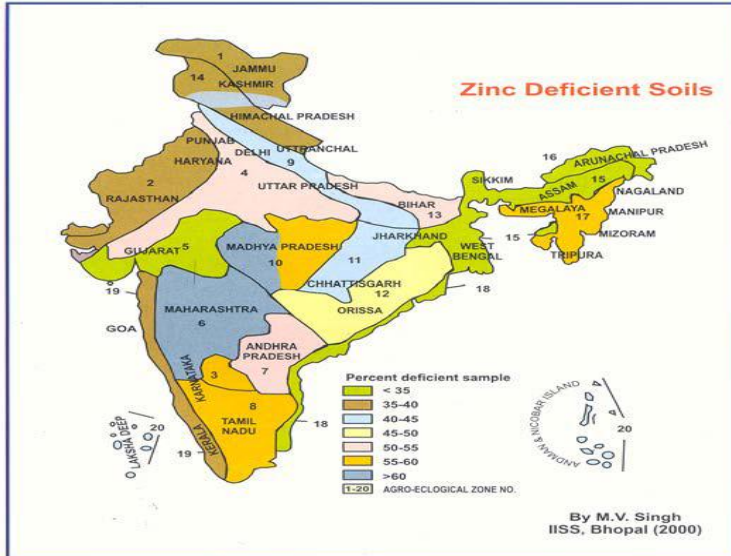 Zinc Deficient Soils
1
JAMMU
14
KASHMIR
HIMACHAL PRADESH
PUNJAB
DELHI
UTTRANCHAL
9
HARYANA
2
4
RAJASTHAN
UTTAR PRADESH
16
ARUNACHAL PRADESH
SIKKIM
ASSAM
15
NAGALAND
BIHAR
13
MEGALAYA
17
MANIPUR
MIZORAM
15
TRIPURA
GUJARAT
5
MADHYA PRADESH
10
JHARKHAND
WEST
BENGAL
11
CHHATTISGARH
12
ORISSA
18
19
MAHARASHTRA
6
GOA
ANDHRA
PRADESH
7
KARNATAKA
3
8
TAMIL
NADU
KERALA
19
18
LAKSHA DEEP
20
ANDMAN & NICOBAR ISLAND
20
Percent deficient sample
< 35
35-40
40-45
45-50
50-55
55-60
>60
1-20 AGRO-ECLOGICAL ZONE NO.
By M.V. Singh
IISS, Bhopal (2000)